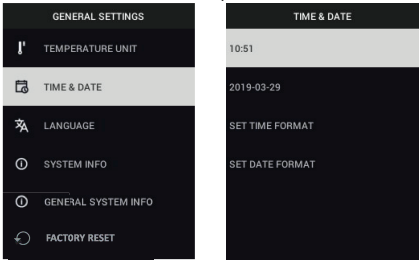 GENERAL SETTINGS
TEMPERATURE UNIT
TIME & DATE
LANGUAGE
SYSTEM INFO
GENERAL SYSTEM INFO
FACTORY RESET
TIME & DATE
10:51
2019-03-29
SET TIME FORMAT
SET DATE FORMAT